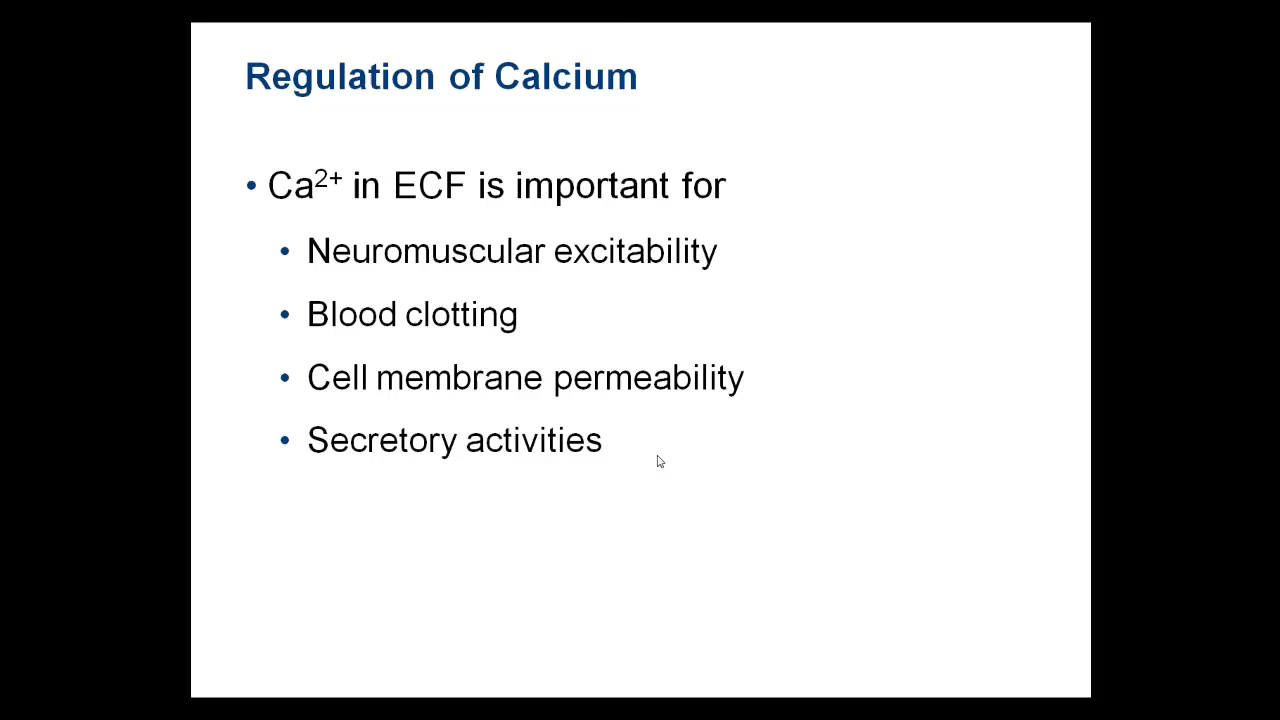 Regulation of Calcium
• Ca²⁺ in ECF is important for
• Neuromuscular excitability
• Blood clotting
• Cell membrane permeability
• Secretory activities